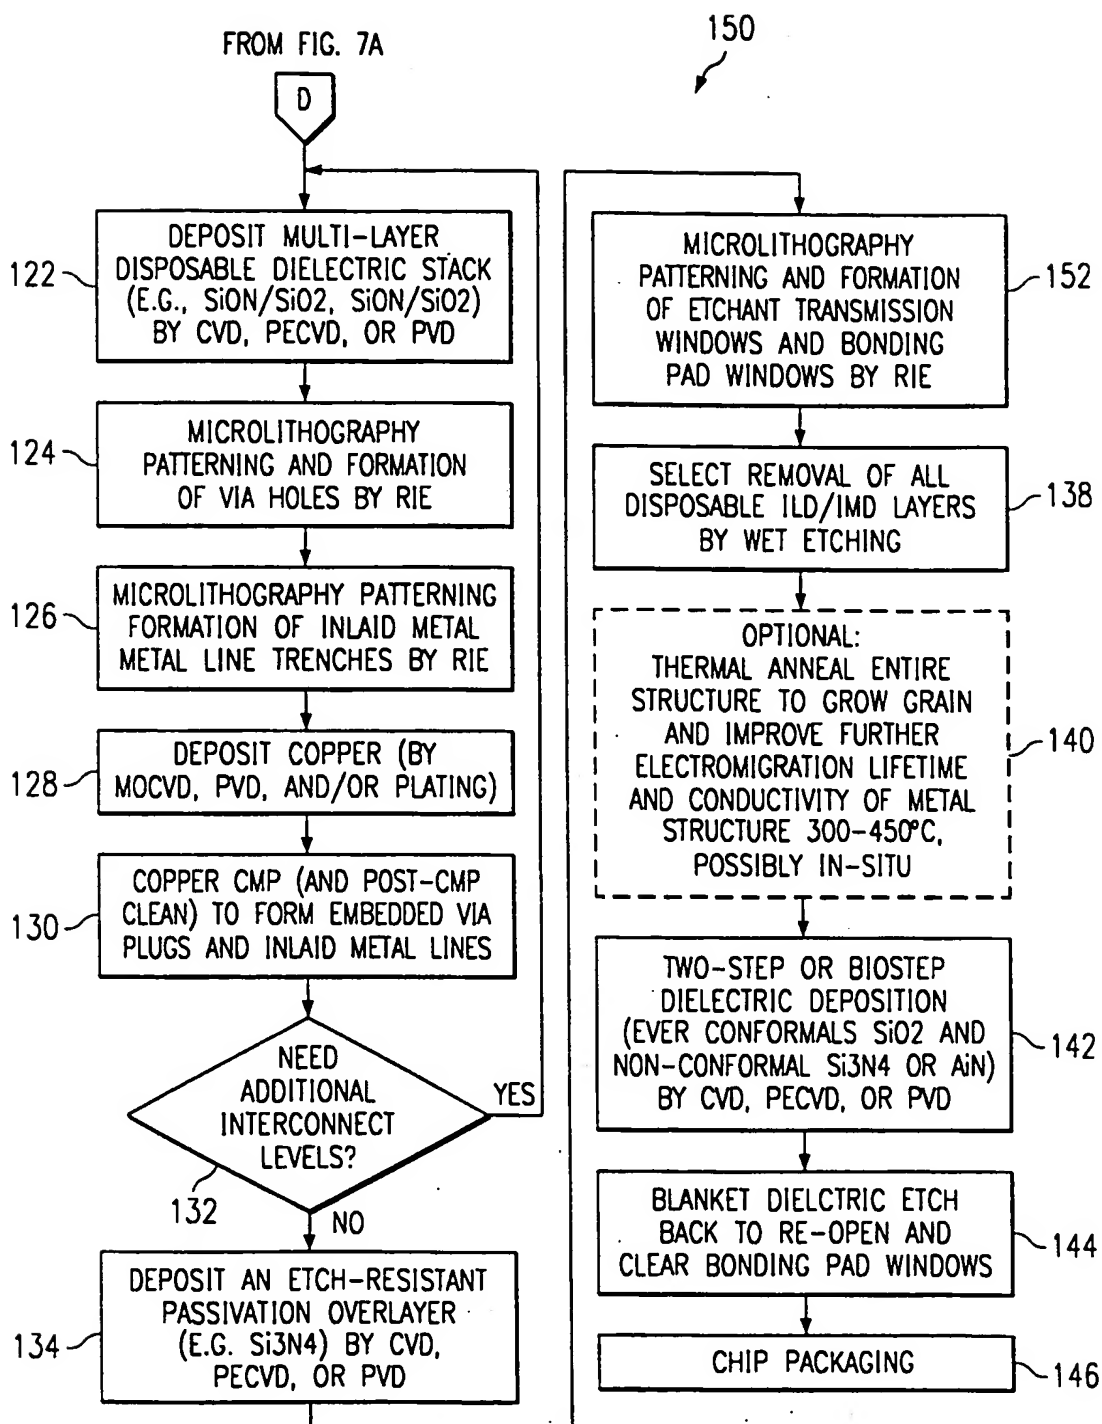 FROM FIG. 7A
D
150
122
DEPOSIT MULTI-LAYER
DISPOSABLE DIELECTRIC STACK
(E.G., SiON/SiO2, SiON/SiO2)
BY CVD, PECVD, OR PVD
124
MICROLITHOGRAPHY
PATTERNING AND FORMATION
OF VIA HOLES BY RIE
126
MICROLITHOGRAPHY PATTERNING
FORMATION OF INLAID METAL
METAL LINE TRENCHES BY RIE
128
DEPOSIT COPPER (BY
MOCVD, PVD, AND/OR PLATING)
130
COPPER CMP (AND POST-CMP
CLEAN) TO FORM EMBEDDED VIA
PLUGS AND INLAID METAL LINES
NEED
ADDITIONAL
INTERCONNECT
LEVELS?
YES
132
NO
134
DEPOSIT AN ETCH-RESISTANT
PASSIVATION OVERLAYER
(E.G. Si3N4) BY CVD,
PECVD, OR PVD
MICROLITHOGRAPHY
PATTERNING AND FORMATION
OF ETCHANT TRANSMISSION
WINDOWS AND BONDING
PAD WINDOWS BY RIE
152
SELECT REMOVAL OF ALL
DISPOSABLE ILD/IMD LAYERS
BY WET ETCHING
138
OPTIONAL:
THERMAL ANNEAL ENTIRE
STRUCTURE TO GROW GRAIN
AND IMPROVE FURTHER
ELECTROMIGRATION LIFETIME
AND CONDUCTIVITY OF METAL
STRUCTURE 300-450°C,
POSSIBLY IN-SITU
140
TWO-STEP OR BIOSTEP
DIELECTRIC DEPOSITION
(EVER CONFORMALS SiO2 AND
NON-CONFORMAL Si3N4 OR AiN)
BY CVD, PECVD, OR PVD
142
BLANKET DIELCTRIC ETCH
BACK TO RE-OPEN AND
CLEAR BONDING PAD WINDOWS
144
CHIP PACKAGING
146